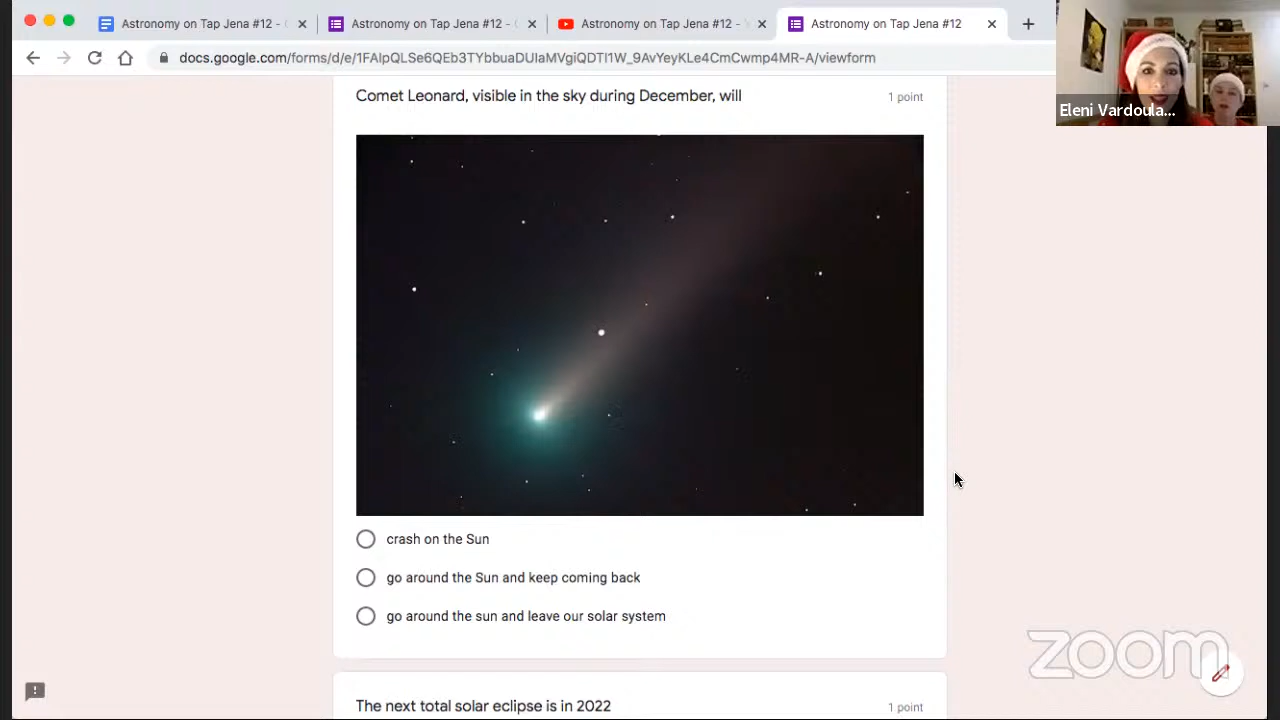 Astronomy on Tap Jena #12 - G
Astronomy on Tap Jena #12 - G
Astronomy on Tap Jena #12 - Y
Astronomy on Tap Jena #12
docs.google.com/forms/d/e/1FAIpQLSe6QEb3TYbbuaDUIaMVgiQDTI1W_9AvYeyKLe4CmCwmp4MR-A/viewform
Eleni Vardoula...
Comet Leonard, visible in the sky during December, will
1 point
crash on the Sun
go around the Sun and keep coming back
go around the sun and leave our solar system
zoom
The next total solar eclipse is in 2022
1 point